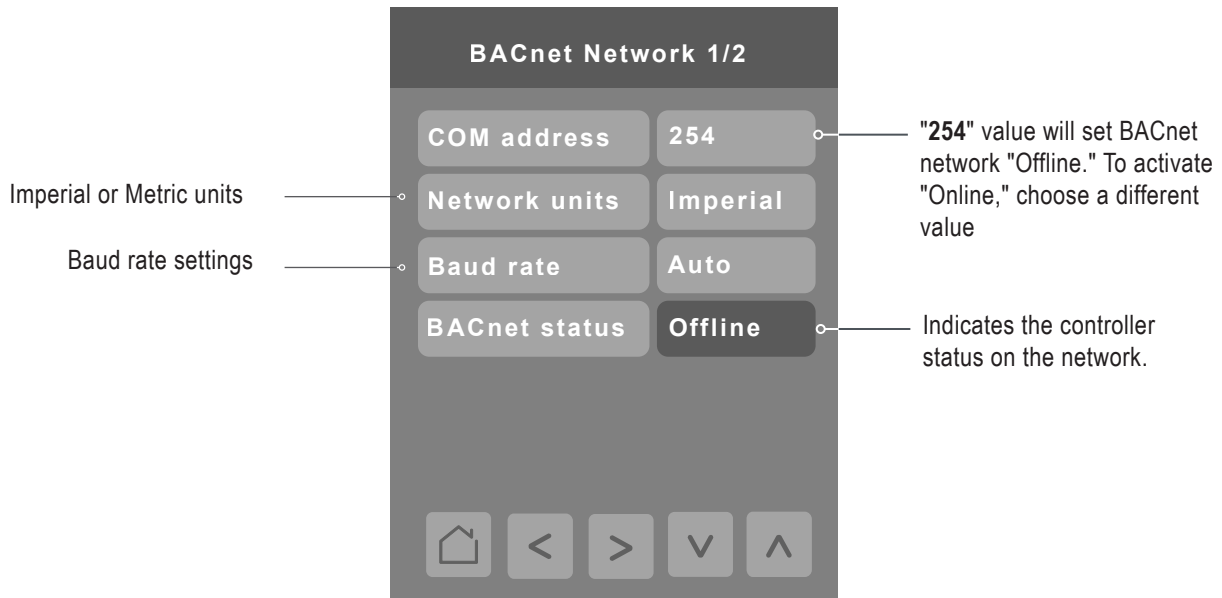 BACnet Network 1/2
COM address 254
"254" value will set BACnet
network "Offline." To activate
"Online," choose a different
value
Imperial or Metric units
Network units Imperial
Baud rate settings
Baud rate Auto
BACnet status Offline
Indicates the controller
status on the network.